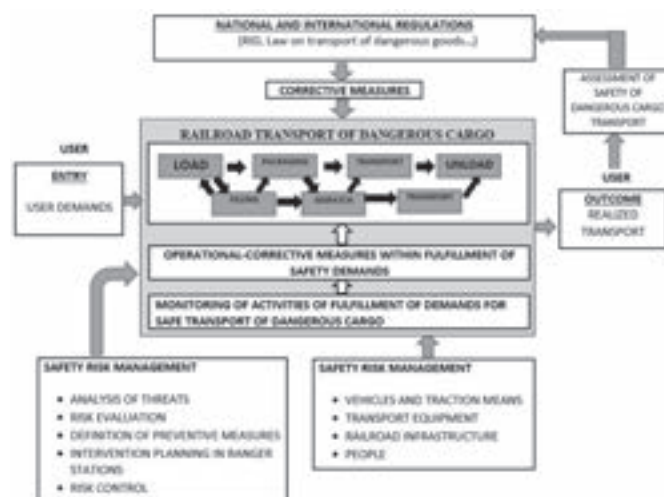 NATIONAL AND INTERNATIONAL REGULATIONS
(RID, Law on transport of dangerous goods...)
CORRECTIVE MEASURES
ASSESSMENT OF
SAFETY OF
DANGEROUS CARGO
TRANSPORT
RAILROAD TRANSPORT OF DANGEROUS CARGO
LOAD
PACKAGING
TRANSPORT
UNLOAD
FILLING
TRANSPORT
USER
ENTRY
USER DEMANDS
USER
OUTCOME
REALIZED
TRANSPORT
OPERATIONAL-CORRECTIVE MEASURES WITHIN FULFILLMENT OF
SAFETY DEMANDS
MONITORING OF ACTIVITIES OF FULFILLMENT OF DEMANDS FOR
SAFE TRANSPORT OF DANGEROUS CARGO
SAFETY RISK MANAGEMENT
• ANALYSIS OF THREATS
• RISK EVALUATION
• DEFINITION OF PREVENTIVE MEASURES
• INTERVENTION PLANNING IN RANGER
STATIONS
• RISK CONTROL
SAFETY RISK MANAGEMENT
• VEHICLES AND TRACTION MEANS
• TRANSPORT EQUIPMENT
• RAILROAD INFRASTRUCTURE
• PEOPLE